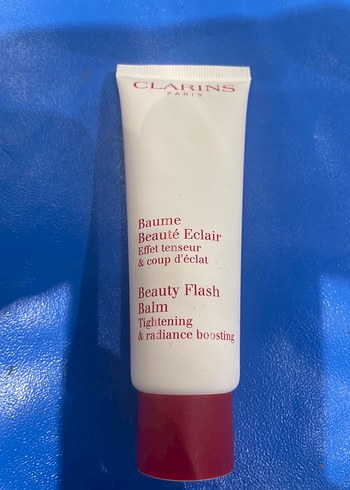 CLARINS
PARIS
Baume
Beauté Eclair
Effet tenseur
& coup d'éclat
Beauty Flash
Balm
Tightening
& radiance boosting